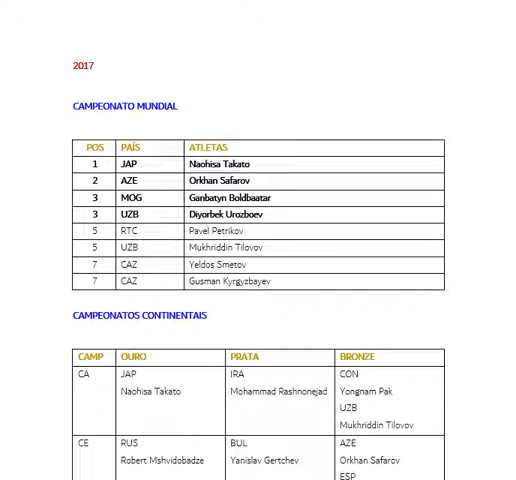 2017
CAMPEONATO MUNDIAL
POS PAÍS ATLETAS
1 JAP Naohisa Takato
2 AZE Orkhan Safarov
3 MOG Ganbatyn Boldbaatar
3 UZB Diyorbek Urozboev
5 RTC Pavel Petrikov
5 UZB Mukhriddin Tilovov
7 CAZ Yeldos Smetov
7 CAZ Gusman Kyrgyzbayev
CAMPEONATOS CONTINENTAIS
CAMP OURO PRATA BRONZE
CA JAP IRA CON
Naohisa Takato Mohammad Rashnonejad Yongnam Pak
UZB
Mukhriddin Tilovov
CE RUS BUL AZE
Robert Mshvidobadze Yanislav Gertchev Orkhan Safarov
ESP